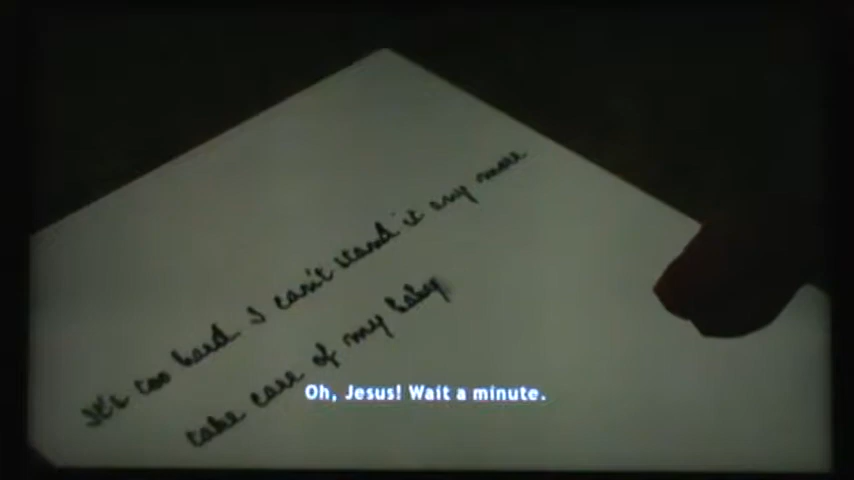 It's too hard I can't stand it any more
take care of my baby
Oh, Jesus! Wait a minute.